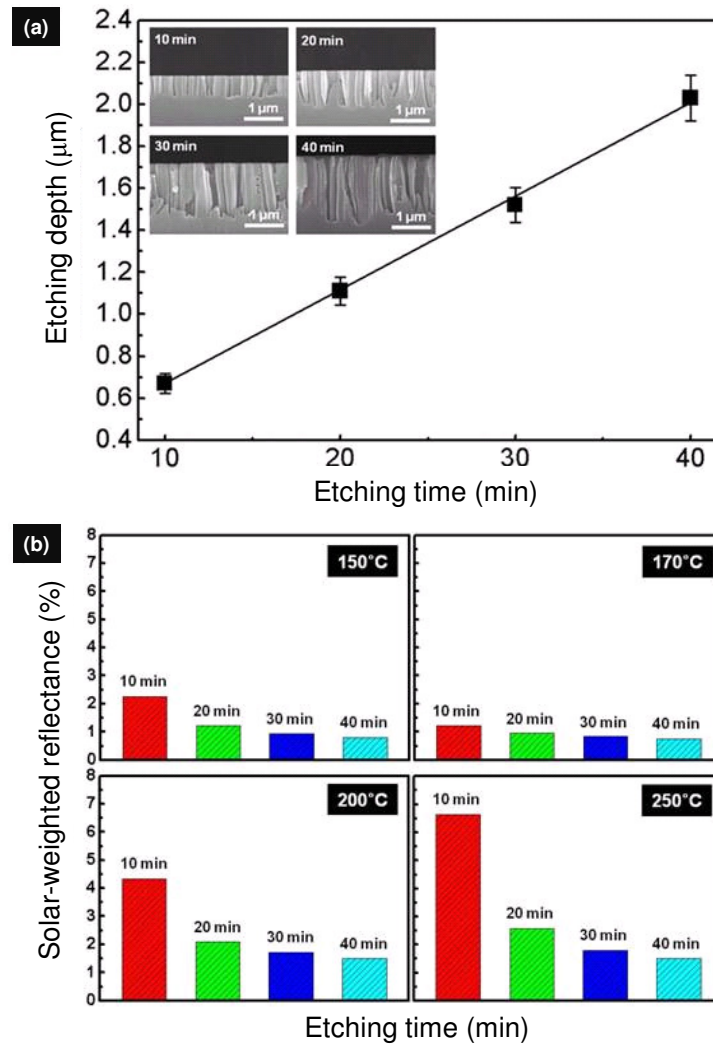 (a)
2.4
2.2
2.0
1.8
1.6
1.4
1.2
1.0
0.8
0.6
0.4
Etching depth (μm)
10 min
20 min
1 μm
1 μm
30 min
40 min
1 μm
1 μm
10 20 30 40
Etching time (min)
(b)
Solar-weighted reflectance (%)
8
7
6
5
4
3
2
1
0
150°C
10 min
20 min
30 min
40 min
170°C
10 min
20 min
30 min
40 min
8
7
6
5
4
3
2
1
0
200°C
10 min
20 min
30 min
40 min
250°C
10 min
20 min
30 min
40 min
Etching time (min)